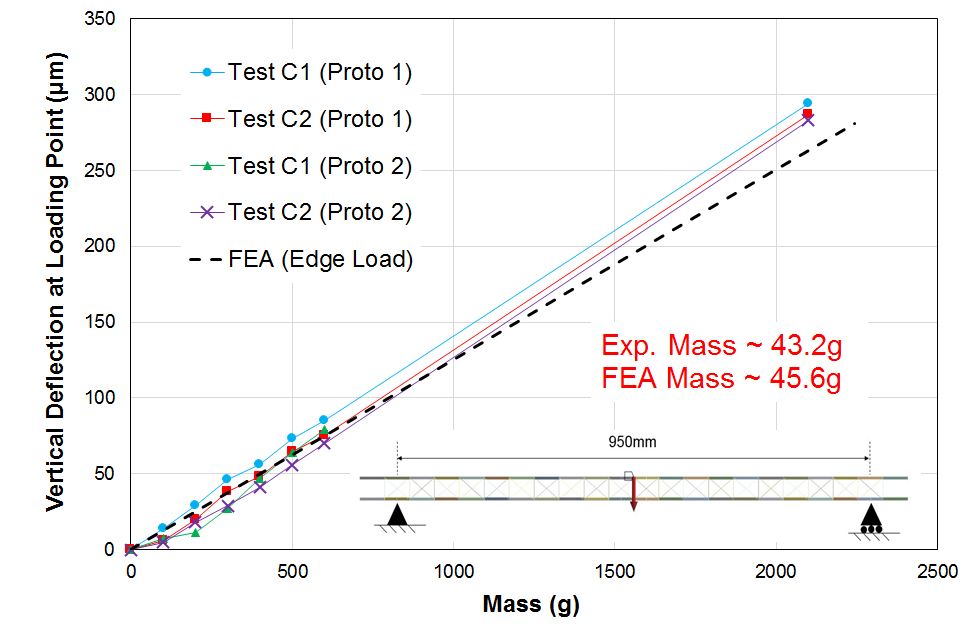 350
300
250
200
150
100
50
0
Vertical Deflection at Loading Point (μm)
Test C1 (Proto 1)
Test C2 (Proto 1)
Test C1 (Proto 2)
Test C2 (Proto 2)
FEA (Edge Load)
Exp. Mass ~ 43.2g
FEA Mass ~ 45.6g
950mm
0 500 1000 1500 2000 2500
Mass (g)